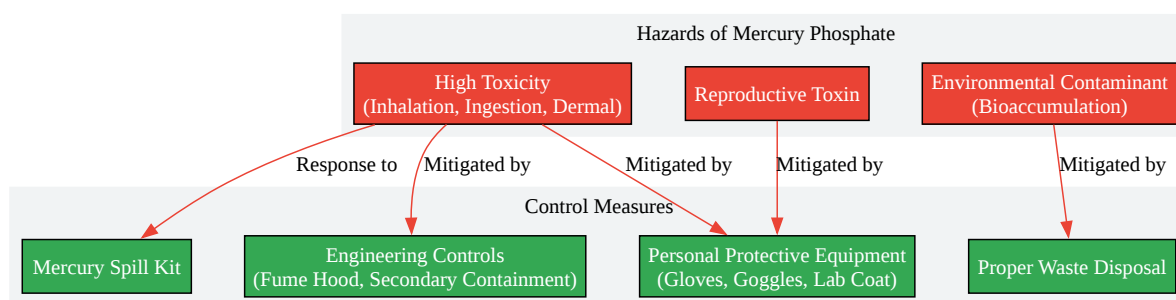 Hazards of Mercury Phosphate
High Toxicity
(Inhalation, Ingestion, Dermal)
Reproductive Toxin
Environmental Contaminant
(Bioaccumulation)
Response to
Mitigated by
Mitigated by
Mitigated by
Mitigated by
Control Measures
Mercury Spill Kit
Engineering Controls
(Fume Hood, Secondary Containment)
Personal Protective Equipment
(Gloves, Goggles, Lab Coat)
Proper Waste Disposal